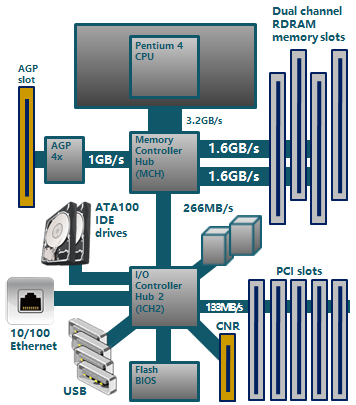 Dual channel
RDRAM
memory slots
Pentium 4
CPU
AGP
slot
3.2GB/s
AGP
4x
1GB/s
Memory
Controller
Hub
(MCH)
1.6GB/s
1.6GB/s
ATA100
IDE
drives
266MB/s
I/O
Controller
Hub 2
(ICH2)
PCI slots
133MB/s
10/100
Ethernet
CNR
USB
Flash
BIOS